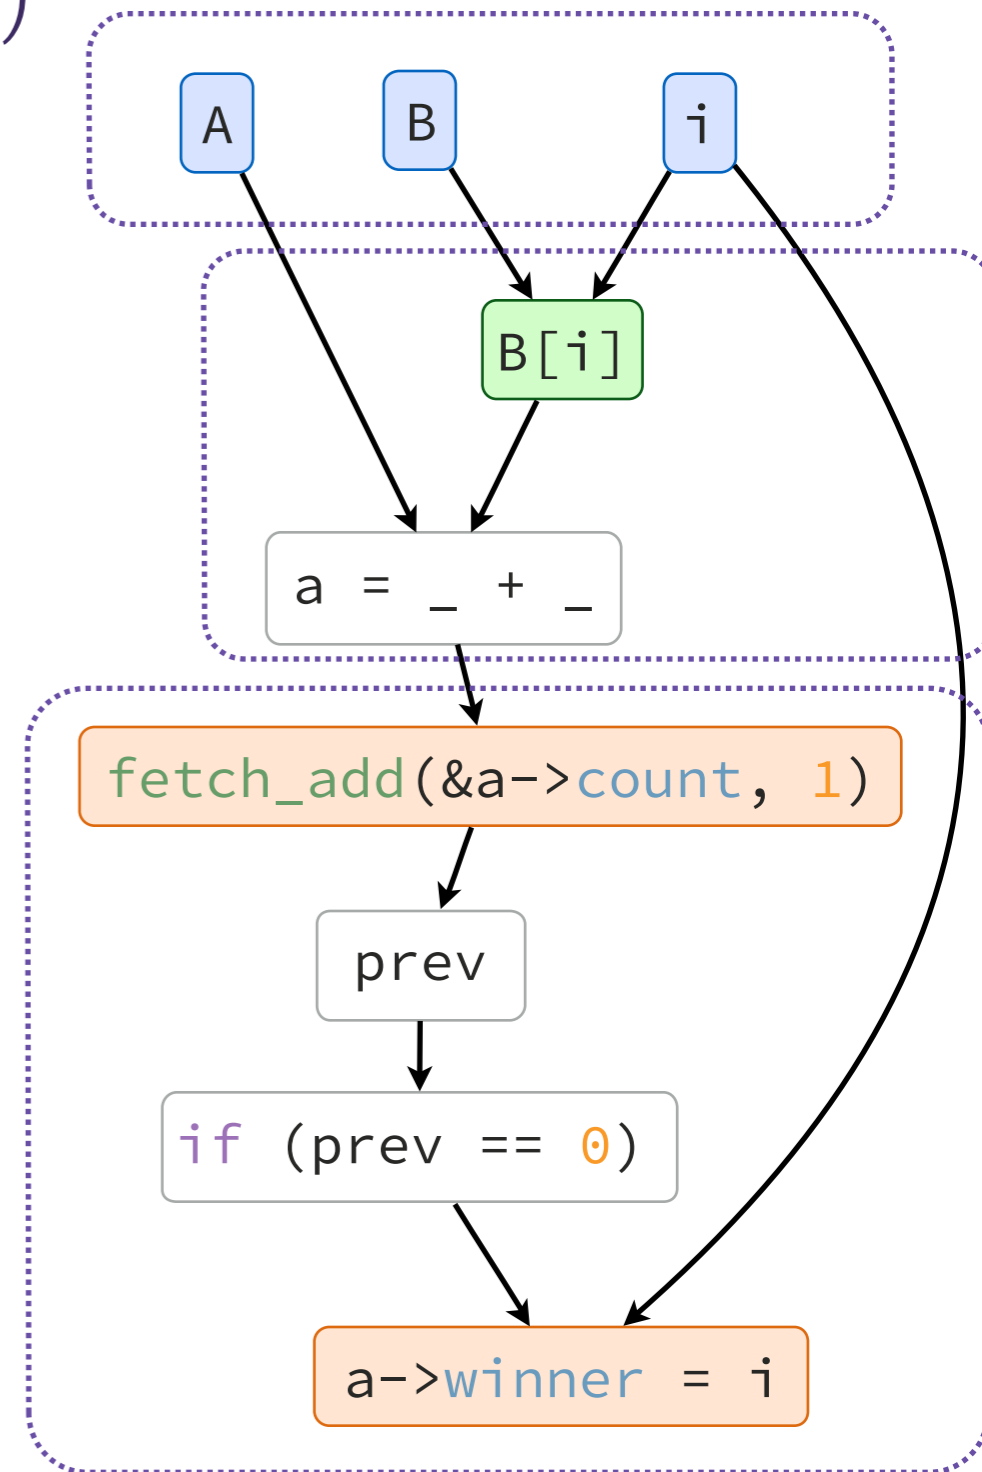 )
A B i
B[i]
a = _ + _
fetch_add(&a->count, 1)
prev
if (prev == 0)
a->winner = i